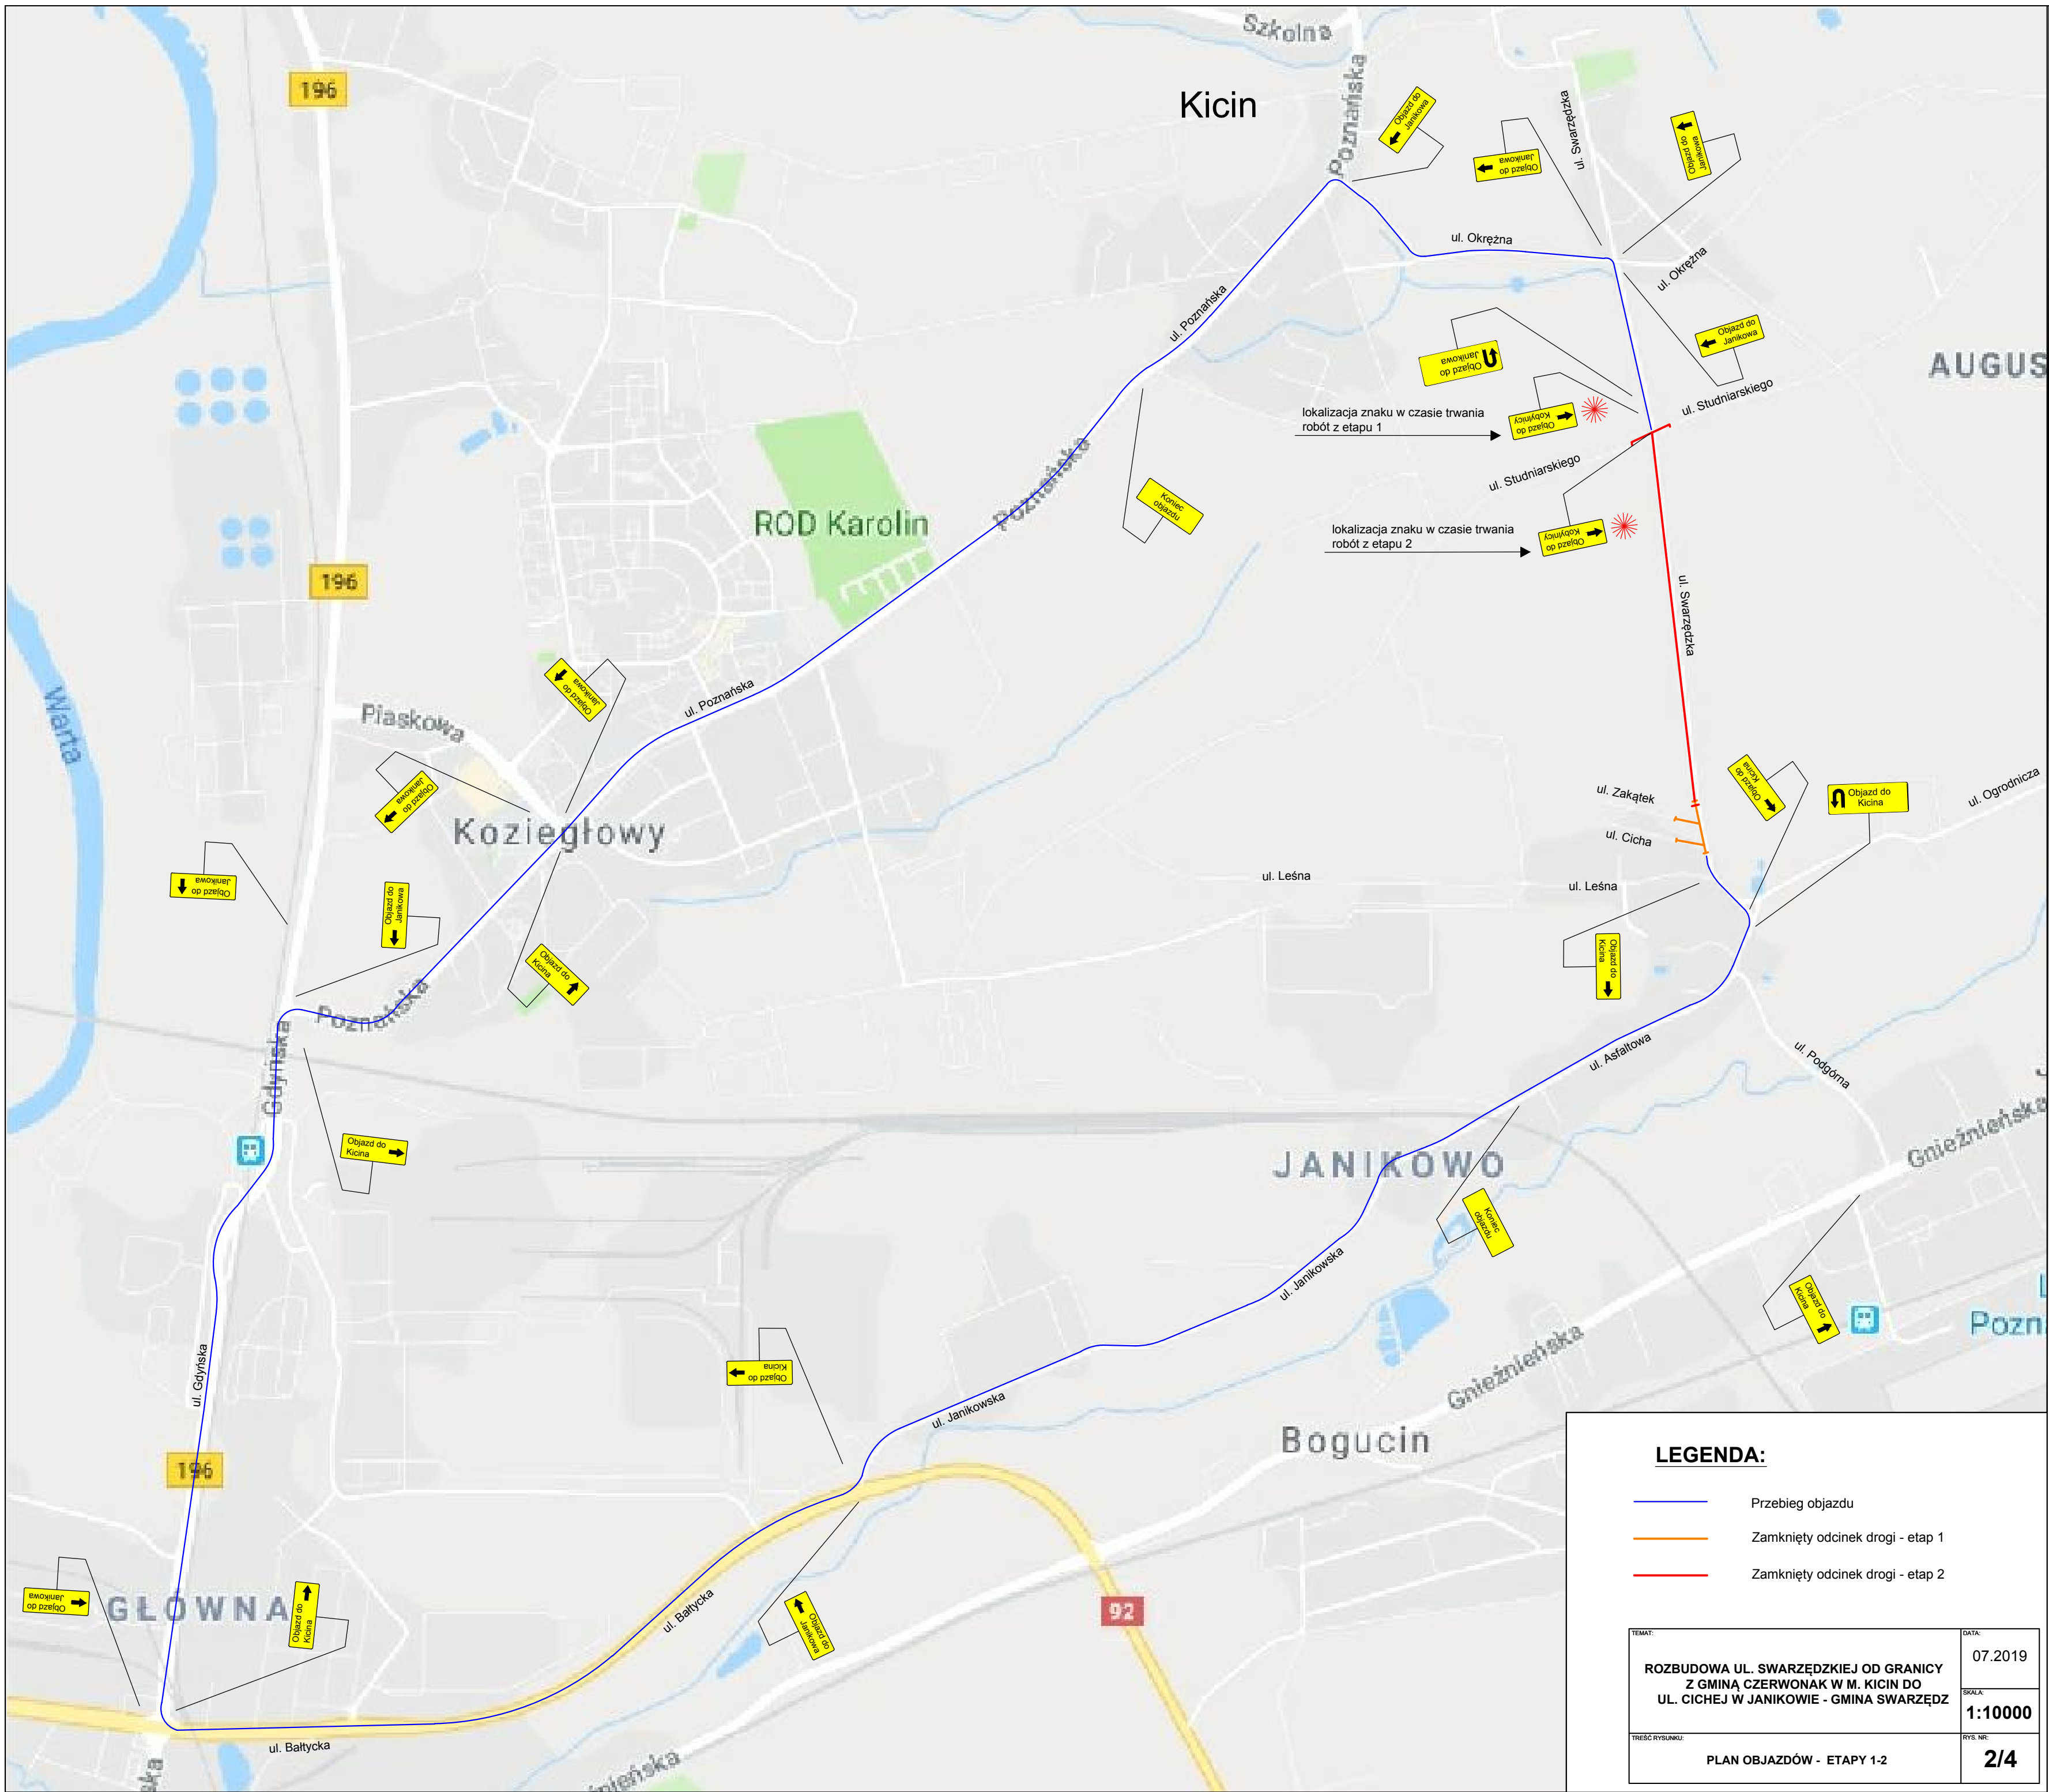 Szkolna
196
Kicin
Poznańska
Objazd do
Janikowa
ul. Swarzędzka
Objazd do
Janikowa
Objazd do
Janikowa
ul. Okrężna
ul. Okrężna
ul. Poznańska
Objazd do
Janikowa
Objazd do
Janikowa
AUGUS
ul. Studniarskiego
lokalizacja znaku w czasie trwania
robót z etapu 1
Objazd do
Kobylnicy
ul. Studniarskiego
Poznańska
Koniec
objazdu
ROD Karolin
lokalizacja znaku w czasie trwania
robót z etapu 2
Objazd do
Kobylnicy
196
ul. Swarzędzka
Warta
Piaskowa
Objazd do
Janikowa
ul. Poznańska
Objazd do
Janikowa
Koziegłowy
ul. Zakątek
ul. Cicha
Objazd do
Kicina
Objazd do
Kicina
ul. Ogrodnicza
Objazd do
Janikowa
Objazd do
Janikowa
ul. Leśna
ul. Leśna
Objazd do
Kicina
Objazd do
Kicina
Poznańska
Gdyńska
ul. Asfaltowa
ul. Podgórna
Objazd do
Kicina
JANIKOWO
Gnieźnieńska
J
Koniec
objazdu
ul. Janikowska
Objazd do
Kicina
L
Pozn
ul. Gdyńska
Objazd do
Kicina
ul. Janikowska
Gnieźnieńska
Bogucin
196
Objazd do
Janikowa
GŁÓWNA
Objazd do
Kicina
ul. Bałtycka
Objazd do
Janikowa
92
ul. Bałtycka
ska
źnieńska
LEGENDA:
Przebieg objazdu
Zamknięty odcinek drogi - etap 1
Zamknięty odcinek drogi - etap 2
TEMAT:
ROZBUDOWA UL. SWARZĘDZKIEJ OD GRANICY
Z GMINĄ CZERWONAK W M. KICIN DO
UL. CICHEJ W JANIKOWIE - GMINA SWARZĘDZ
DATA:
07.2019
SKALA:
1:10000
TREŚĆ RYSUNKU:
PLAN OBJAZDÓW - ETAPY 1-2
RYS. NR:
2/4